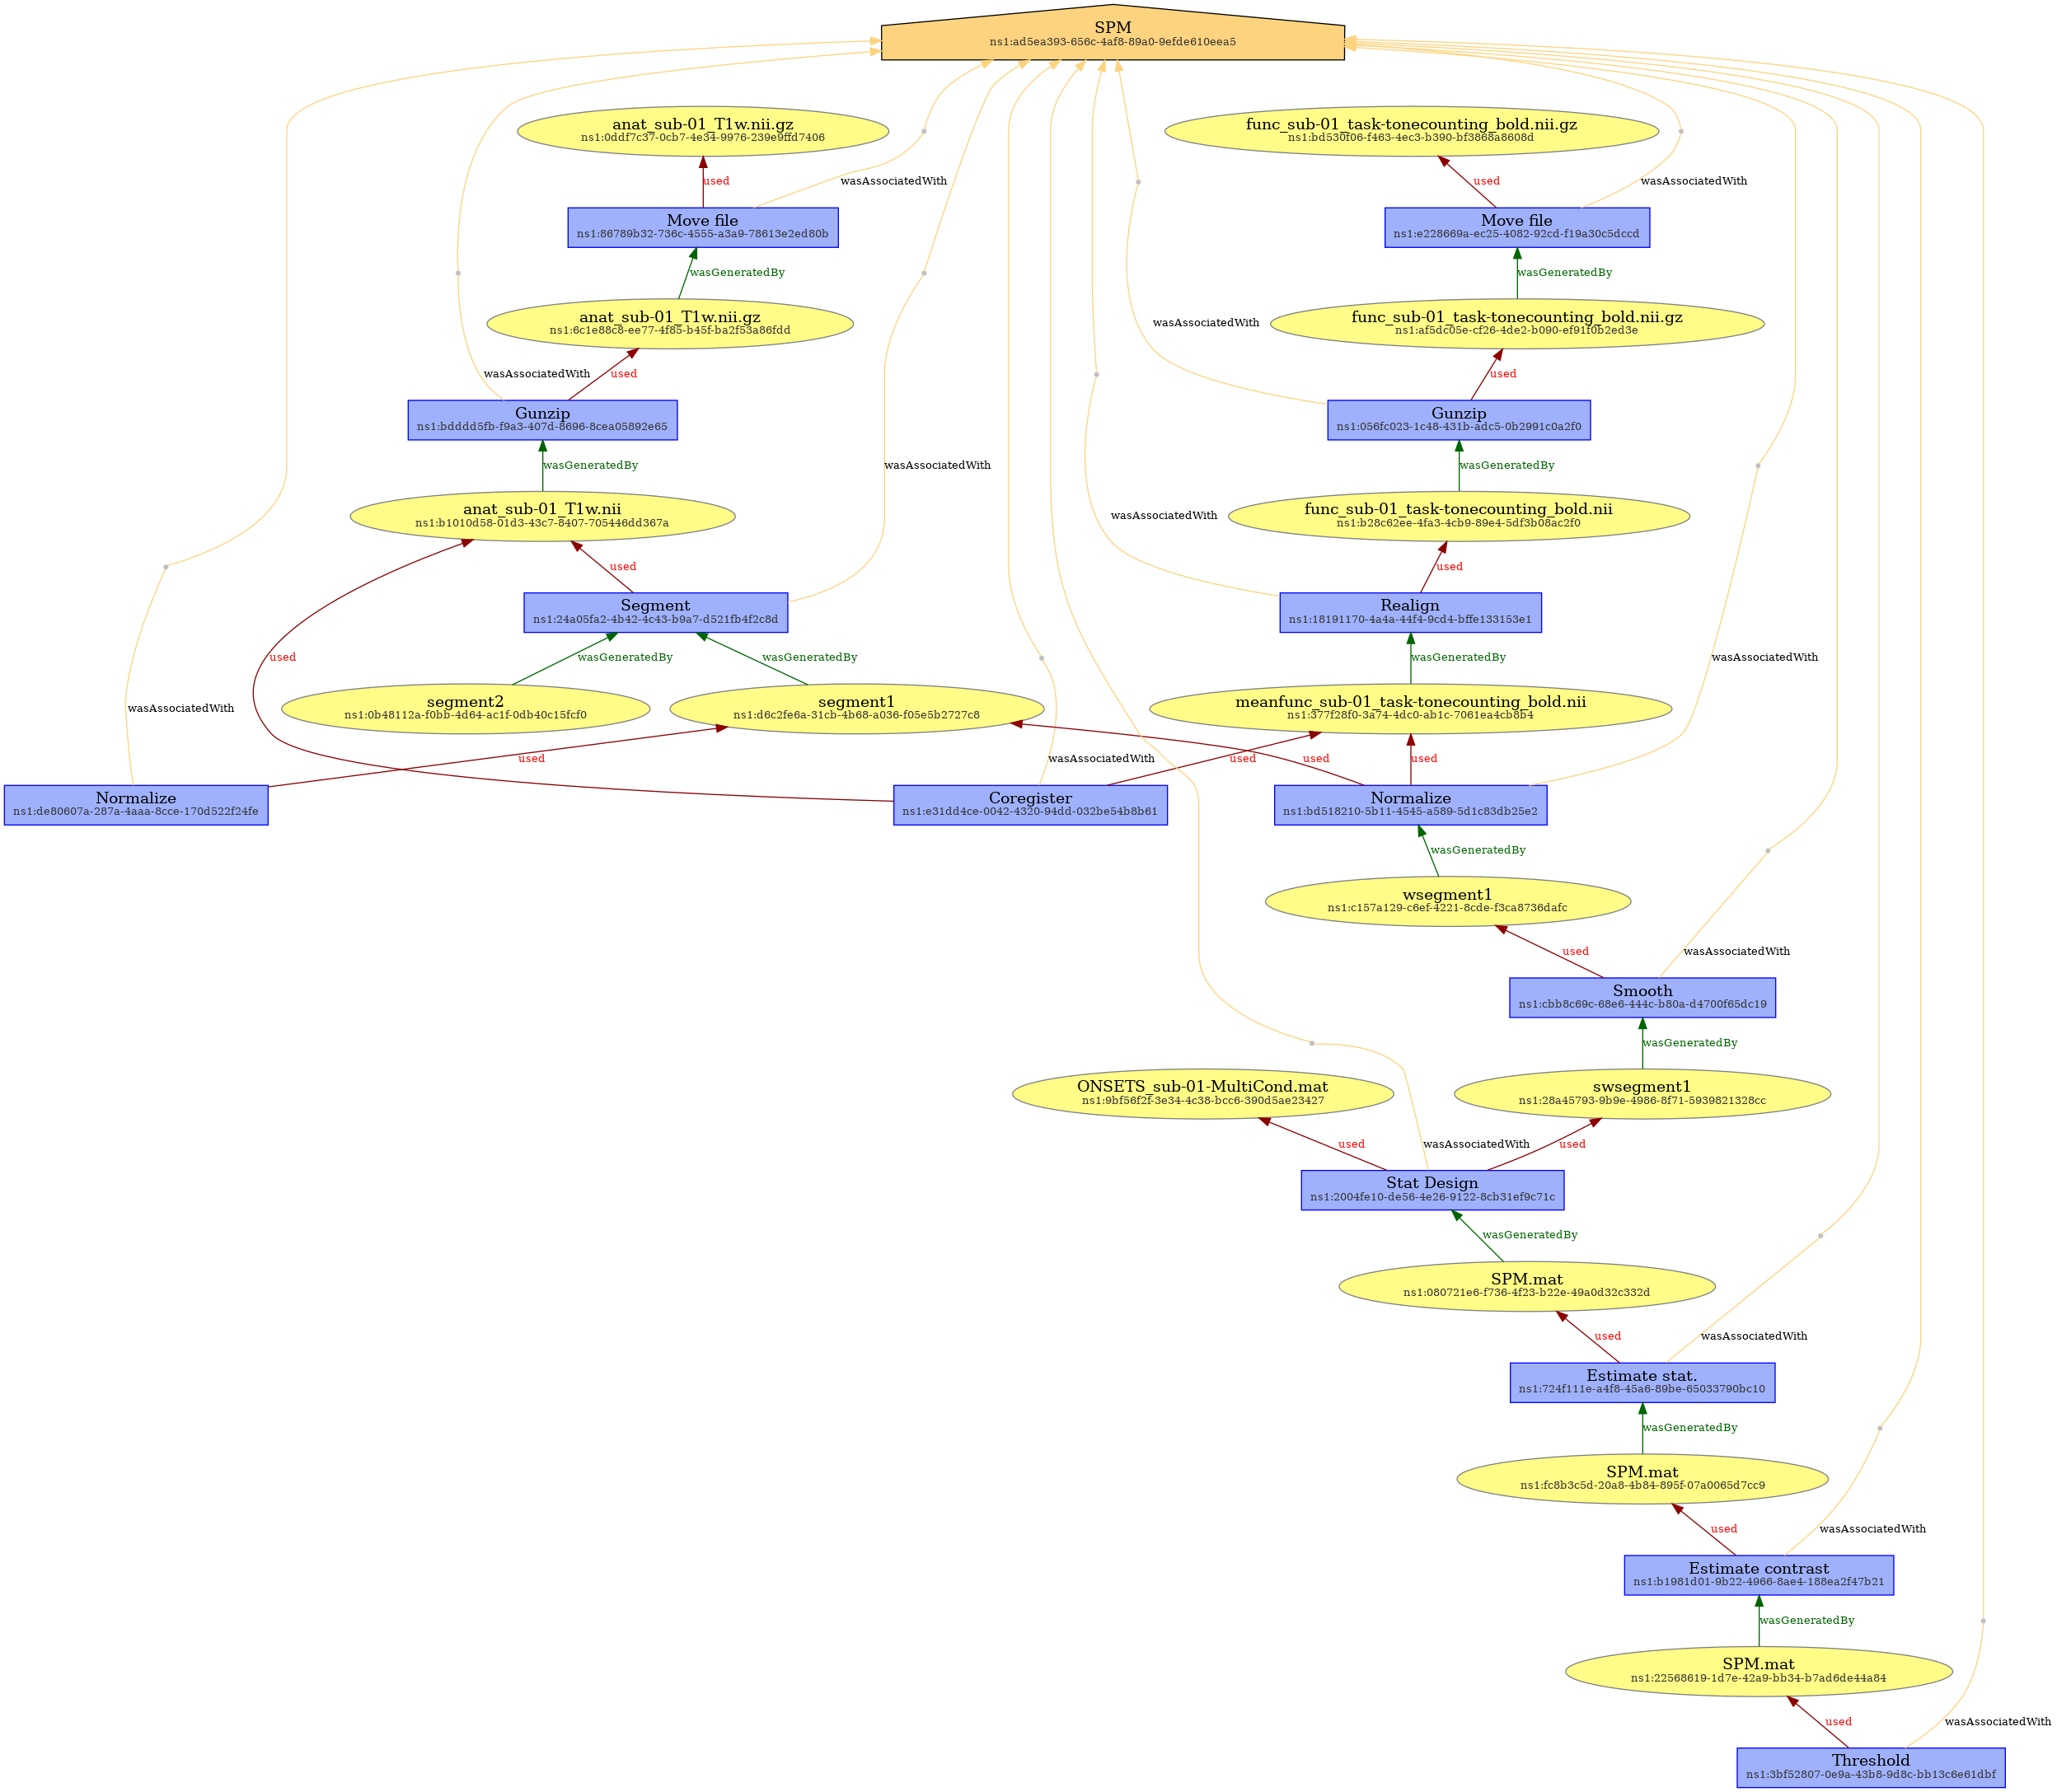 SPM
ns1:ad5ea393-656c-4af8-89a0-9efde610eea5
anat_sub-01_T1w.nii.gz
ns1:0ddf7c37-0cb7-4e34-9976-239e9ffd7406
func_sub-01_task-tonecounting_bold.nii.gz
ns1:bd530f06-f463-4ec3-b390-bf3868a8608d
used
wasAssociatedWith
used
wasAssociatedWith
Move file
ns1:86789b32-736c-4555-a3a9-78613e2ed80b
Move file
ns1:e228669a-ec25-4082-92cd-f19a30c5dccd
wasGeneratedBy
wasGeneratedBy
anat_sub-01_T1w.nii.gz
ns1:6c1e88c8-ee77-4f85-b45f-ba2f53a86fdd
wasAssociatedWith
func_sub-01_task-tonecounting_bold.nii.gz
ns1:af5dc05e-cf26-4de2-b090-ef91f0b2ed3e
wasAssociatedWith
used
used
Gunzip
ns1:bdddd5fb-f9a3-407d-8696-8cea05892e65
Gunzip
ns1:056fc023-1c48-431b-adc5-0b2991c0a2f0
wasGeneratedBy
wasAssociatedWith
wasGeneratedBy
anat_sub-01_T1w.nii
ns1:b1010d58-01d3-43c7-8407-705446dd367a
wasAssociatedWith
func_sub-01_task-tonecounting_bold.nii
ns1:b28c62ee-4fa3-4cb9-89e4-5df3b08ac2f0
used
used
Segment
ns1:24a05fa2-4b42-4c43-b9a7-d521fb4f2c8d
Realign
ns1:18191170-4a4a-44f4-9cd4-bffe133153e1
used
wasGeneratedBy
wasGeneratedBy
wasGeneratedBy
wasAssociatedWith
wasAssociatedWith
segment2
ns1:0b48112a-f0bb-4d64-ac1f-0db40c15fcf0
segment1
ns1:d6c2fe6a-31cb-4b68-a036-f05e5b2727c8
meanfunc_sub-01_task-tonecounting_bold.nii
ns1:377f28f0-3a74-4dc0-ab1c-7061ea4cb8b4
used
wasAssociatedWith
used
used
used
Normalize
ns1:de80607a-287a-4aaa-8cce-170d522f24fe
Coregister
ns1:e31dd4ce-0042-4320-94dd-032be54b8b61
Normalize
ns1:bd518210-5b11-4545-a589-5d1c83db25e2
wasGeneratedBy
wsegment1
ns1:c157a129-c6ef-4221-8cde-f3ca8736dafc
used
wasAssociatedWith
Smooth
ns1:cbb8c69c-68e6-444c-b80a-d4700f65dc19
wasGeneratedBy
ONSETS_sub-01-MultiCond.mat
ns1:9bf56f2f-3e34-4c38-bcc6-390d5ae23427
swsegment1
ns1:28a45793-9b9e-4986-8f71-5939821328cc
used
wasAssociatedWith
used
Stat Design
ns1:2004fe10-de56-4e26-9122-8cb31ef9c71c
wasGeneratedBy
SPM.mat
ns1:080721e6-f736-4f23-b22e-49a0d32c332d
used
wasAssociatedWith
Estimate stat.
ns1:724f111e-a4f8-45a6-89be-65033790bc10
wasGeneratedBy
SPM.mat
ns1:fc8b3c5d-20a8-4b84-895f-07a0065d7cc9
used
wasAssociatedWith
Estimate contrast
ns1:b1981d01-9b22-4966-8ae4-188ea2f47b21
wasGeneratedBy
SPM.mat
ns1:22568619-1d7e-42a9-bb34-b7ad6de44a84
used
wasAssociatedWith
Threshold
ns1:3bf52807-0e9a-43b8-9d8c-bb13c6e61dbf